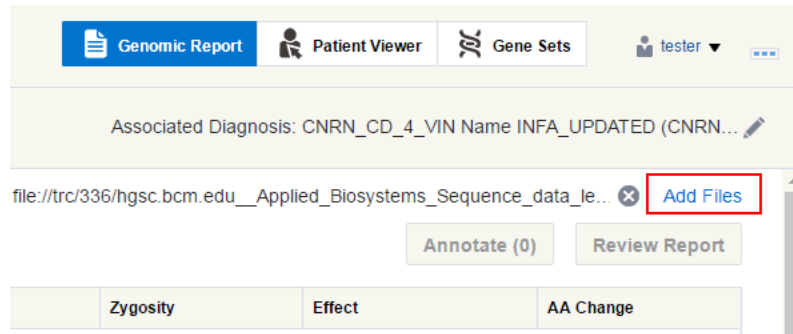 Genomic Report Patient Viewer Gene Sets tester
Associated Diagnosis: CNRN_CD_4_VIN Name INFA_UPDATED (CNRN...
file://trc/336/hgsc.bcm.edu__Applied_Biosystems_Sequence_data_le... Add Files
Annotate (0) Review Report
Zygosity Effect AA Change